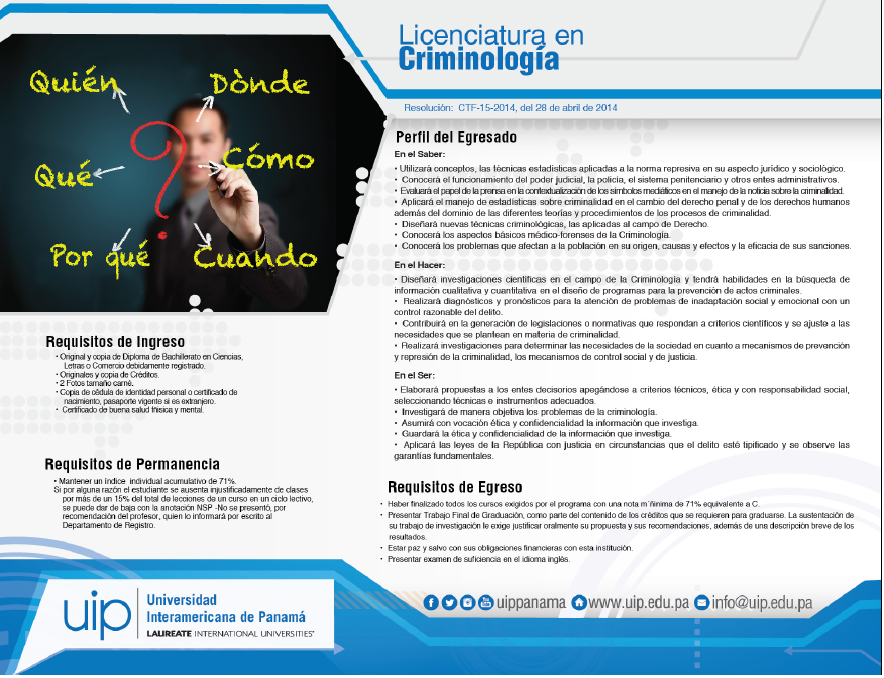 Quién
Dònde
Qué
Cómo
Por qué
Cuando
Licenciatura en
Criminología
Resolución: CTF-15-2014, del 28 de abril de 2014
Perfil del Egresado
En el Saber:
• Utilizará conceptos, las técnicas estadísticas aplicadas a la norma represiva en su aspecto jurídico y sociológico.
• Conocerá el funcionamiento del poder judicial, la policía, el sistema penitenciario y otros entes administrativos.
• Evaluará el papel de la prensa en la contextualización de los símbolos mediáticos en el manejo de la noticia sobre la criminalidad.
• Aplicará el manejo de estadísticas sobre criminalidad en el cambio del derecho penal y de los derechos humanos
además del dominio de las diferentes teorías y procedimientos de los procesos de criminalidad.
• Diseñará nuevas técnicas criminológicas, las aplicadas al campo de Derecho.
• Conocerá los aspectos básicos médico-forenses de la Criminología.
• Conocerá los problemas que afectan a la población en su origen, causas y efectos y la eficacia de sus sanciones.
En el Hacer:
• Diseñará investigaciones científicas en el campo de la Criminología y tendrá habilidades en la búsqueda de
información cualitativa y cuantitativa en el diseño de programas para la prevención de actos criminales.
• Realizará diagnósticos y pronósticos para la atención de problemas de inadaptación social y emocional con un
control razonable del delito.
• Contribuirá en la generación de legislaciones o normativas que respondan a criterios científicos y se ajuste a las
necesidades que se plantean en materia de criminalidad.
• Realizará investigaciones para determinar las necesidades de la sociedad en cuanto a mecanismos de prevención
y represión de la criminalidad, los mecanismos de control social y de justicia.
En el Ser:
• Elaborará propuestas a los entes decisorios apegándose a criterios técnicos, ética y con responsabilidad social,
seleccionando técnicas e instrumentos adecuados.
• Investigará de manera objetiva los problemas de la criminología.
• Asumirá con vocación ética y confidencialidad la información que investiga.
• Guardará la ética y confidencialidad de la información que investiga.
• Aplicará las leyes de la República con justicia en circunstancias que el delito esté tipificado y se observe las
garantías fundamentales.
Requisitos de Ingreso
• Original y copia de Diploma de Bachillerato en Ciencias,
Letras o Comercio debidamente registrado.
• Originales y copia de Créditos.
• 2 Fotos tamaño carné.
• Copia de cédula de identidad personal o certificado de
nacimiento, pasaporte vigente si es extranjero.
• Certificado de buena salud física y mental.
Requisitos de Permanencia
• Mantener un índice individual acumulativo de 71%.
Si por alguna razón el estudiante se ausenta injustificadamente de clases
por más de un 15% del total de lecciones de un curso en un ciclo lectivo,
se puede dar de baja con la anotación NSP -No se presentó, por
recomendación del profesor, quien lo informará por escrito al
Departamento de Registro.
Requisitos de Egreso
• Haber finalizado todos los cursos exigidos por el programa con una nota m´ñinima de 71% equivalente a C.
• Presentar Trabajo Final de Graduación, como parte del contenido de los créditos que se requieren para graduarse. La sustentación de
su trabajo de investigación le exige justificar oralmente su propuesta y sus recomendaciones, además de una descripción breve de los
resultados.
• Estar paz y salvo con sus obligaciones financieras con esta institución.
• Presentar examen de suficiencia en el idioma inglés.
uip
Universidad
Interamericana de Panamá
LAUREATE INTERNATIONAL UNIVERSITIES
uippanama www.uip.edu.pa info@uip.edu.pa